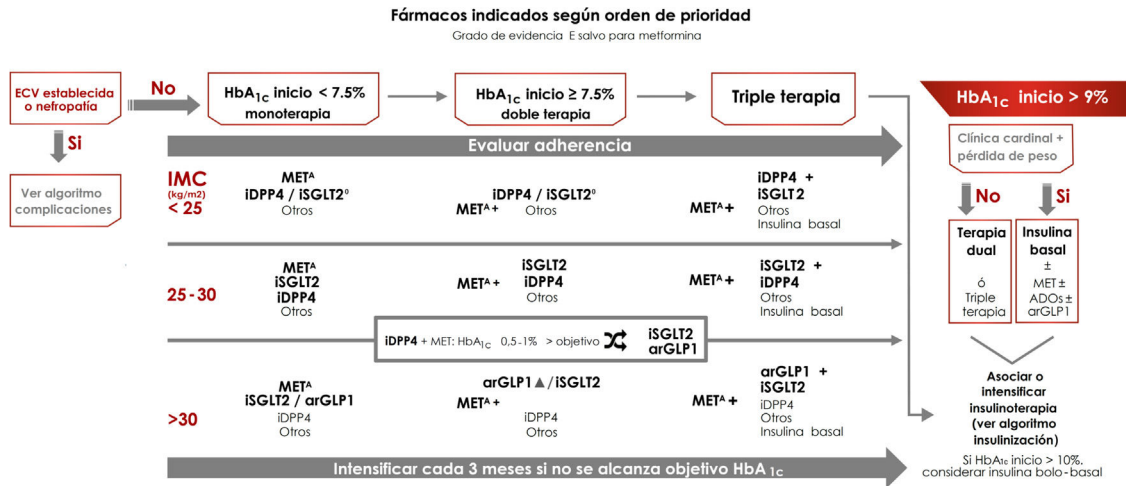 Fármacos indicados según orden de prioridad
Grado de evidencia E salvo para metformina
ECV establecida
o nefropatía
No
Si
Ver algoritmo
complicaciones
HbA1c inicio < 7.5%
monoterapia
HbA1c inicio ≥ 7.5%
doble terapia
Triple terapia
Evaluar adherencia
IMC
(kg/m2)
< 25
METᴬ
iDPP4 / iSGLT2⁰
Otros
METᴬ +
iDPP4 / iSGLT2⁰
Otros
METᴬ +
iDPP4 +
iSGLT2
Otros
Insulina basal
25-30
METᴬ
iSGLT2
iDPP4
Otros
METᴬ +
iSGLT2
iDPP4
Otros
METᴬ +
iSGLT2 +
iDPP4
Otros
Insulina basal
iDPP4 + MET: HbA1c 0,5-1% > objetivo
iSGLT2
arGLP1
>30
METᴬ
iSGLT2 / arGLP1
iDPP4
Otros
arGLP1▲/iSGLT2
METᴬ +
iDPP4
Otros
METᴬ +
arGLP1 +
iSGLT2
iDPP4
Otros
Insulina basal
Intensificar cada 3 meses si no se alcanza objetivo HbA1c
HbA1c inicio > 9%
Clínica cardinal +
pérdida de peso
No
Si
Terapia
dual
ó
Triple
terapia
Insulina
basal
±
MET ±
ADOs ±
arGLP1
Asociar o
intensificar
insulinoterapia
(ver algoritmo
insulinización)
Si HbA1c inicio > 10%.
considerar insulina bolo-basal